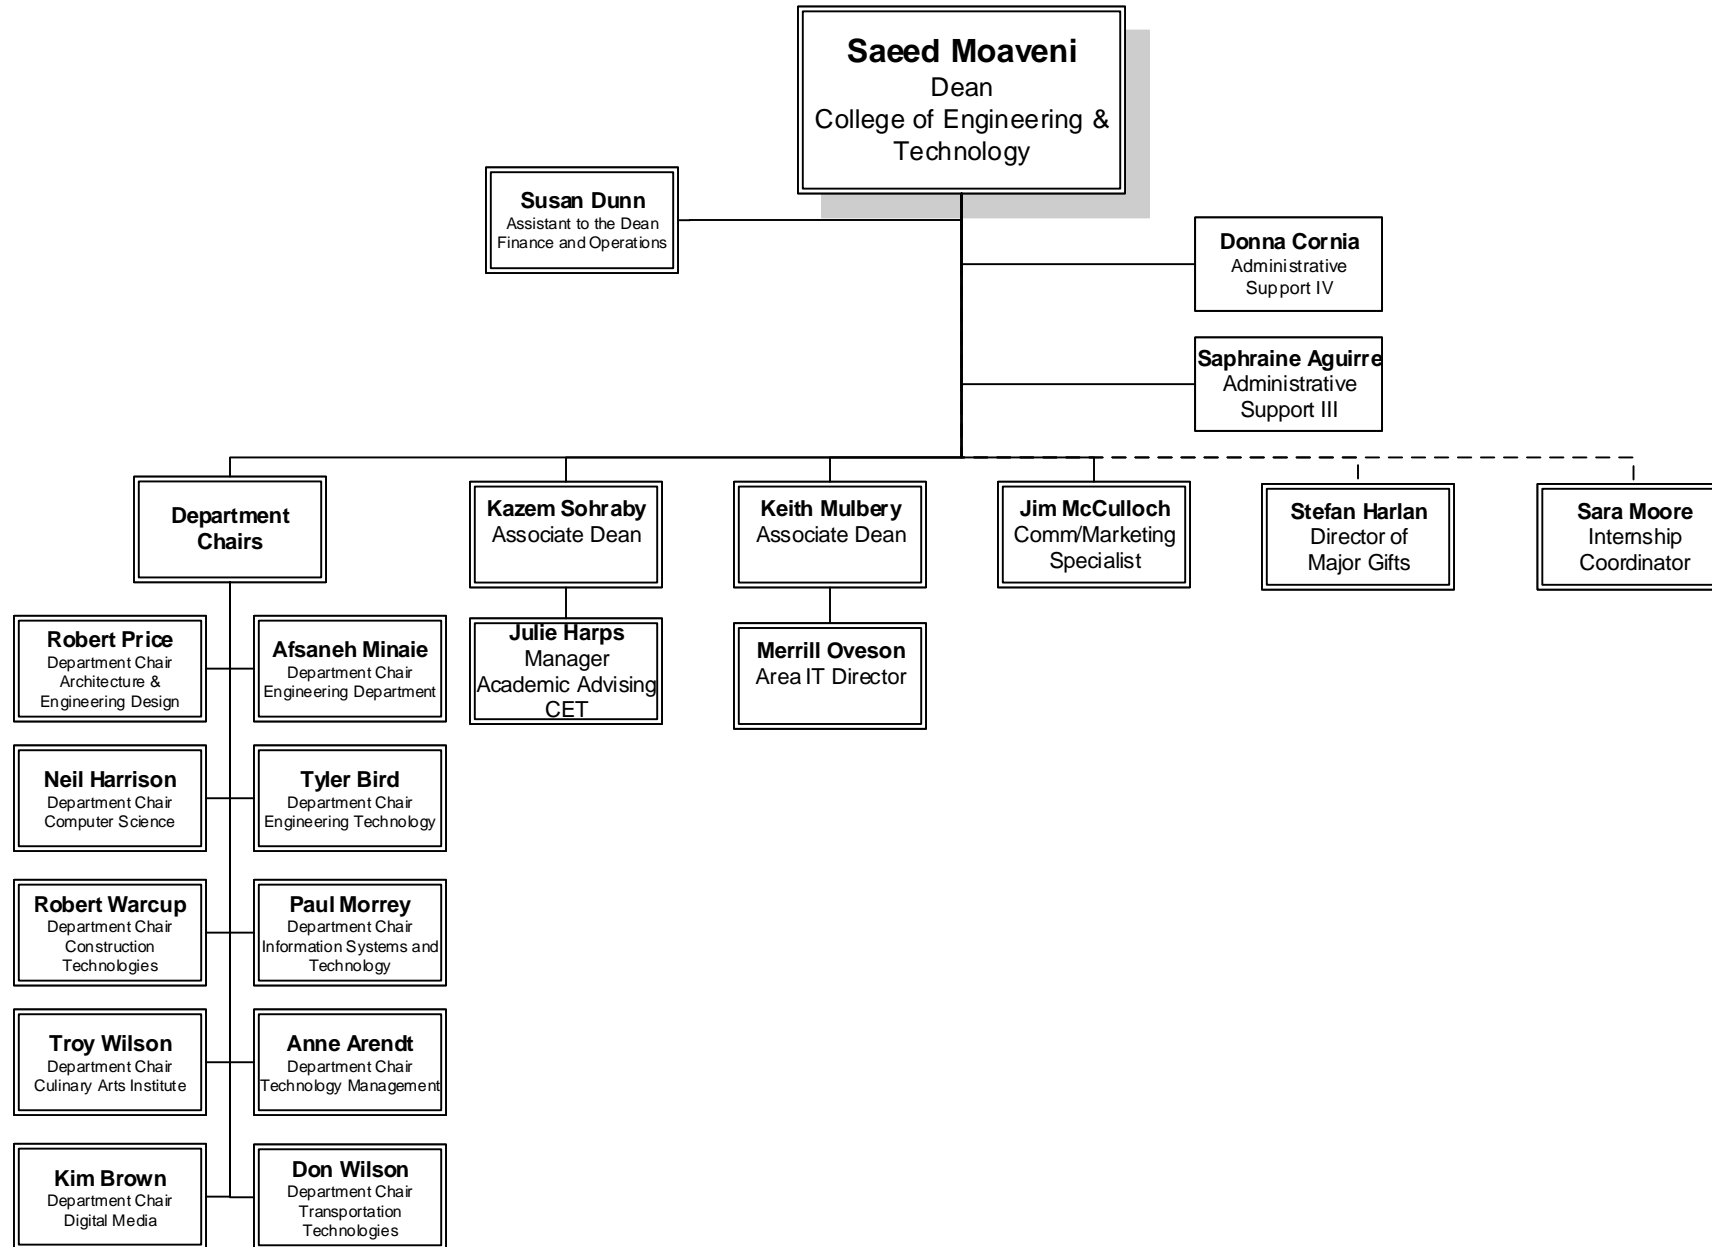 Saeed Moaveni
Dean
College of Engineering &
Technology
Susan Dunn
Assistant to the Dean
Finance and Operations
Donna Cornia
Administrative
Support IV
Saphraine Aguirre
Administrative
Support III
Department
Chairs
Kazem Sohraby
Associate Dean
Keith Mulbery
Associate Dean
Jim McCulloch
Comm/Marketing
Specialist
Stefan Harlan
Director of
Major Gifts
Sara Moore
Internship
Coordinator
Robert Price
Department Chair
Architecture &
Engineering Design
Afsaneh Minaie
Department Chair
Engineering Department
Julie Harps
Manager
Academic Advising
CET
Merrill Oveson
Area IT Director
Neil Harrison
Department Chair
Computer Science
Tyler Bird
Department Chair
Engineering Technology
Robert Warcup
Department Chair
Construction
Technologies
Paul Morrey
Department Chair
Information Systems and
Technology
Troy Wilson
Department Chair
Culinary Arts Institute
Anne Arendt
Department Chair
Technology Management
Kim Brown
Department Chair
Digital Media
Don Wilson
Department Chair
Transportation
Technologies